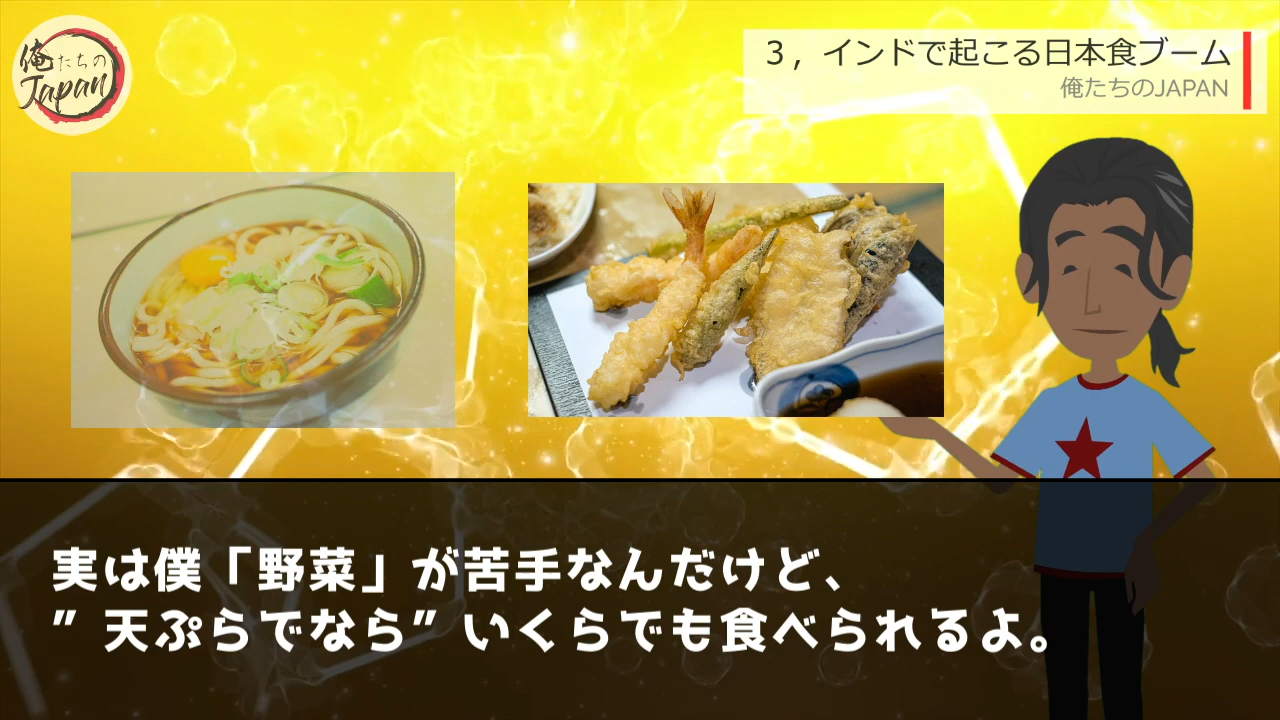 俺たちの
Japan
3，インドで起こる日本食ブーム
俺たちのJAPAN
実は僕「野菜」が苦手なんだけど、
”天ぷらでなら”いくらでも食べられるよ。